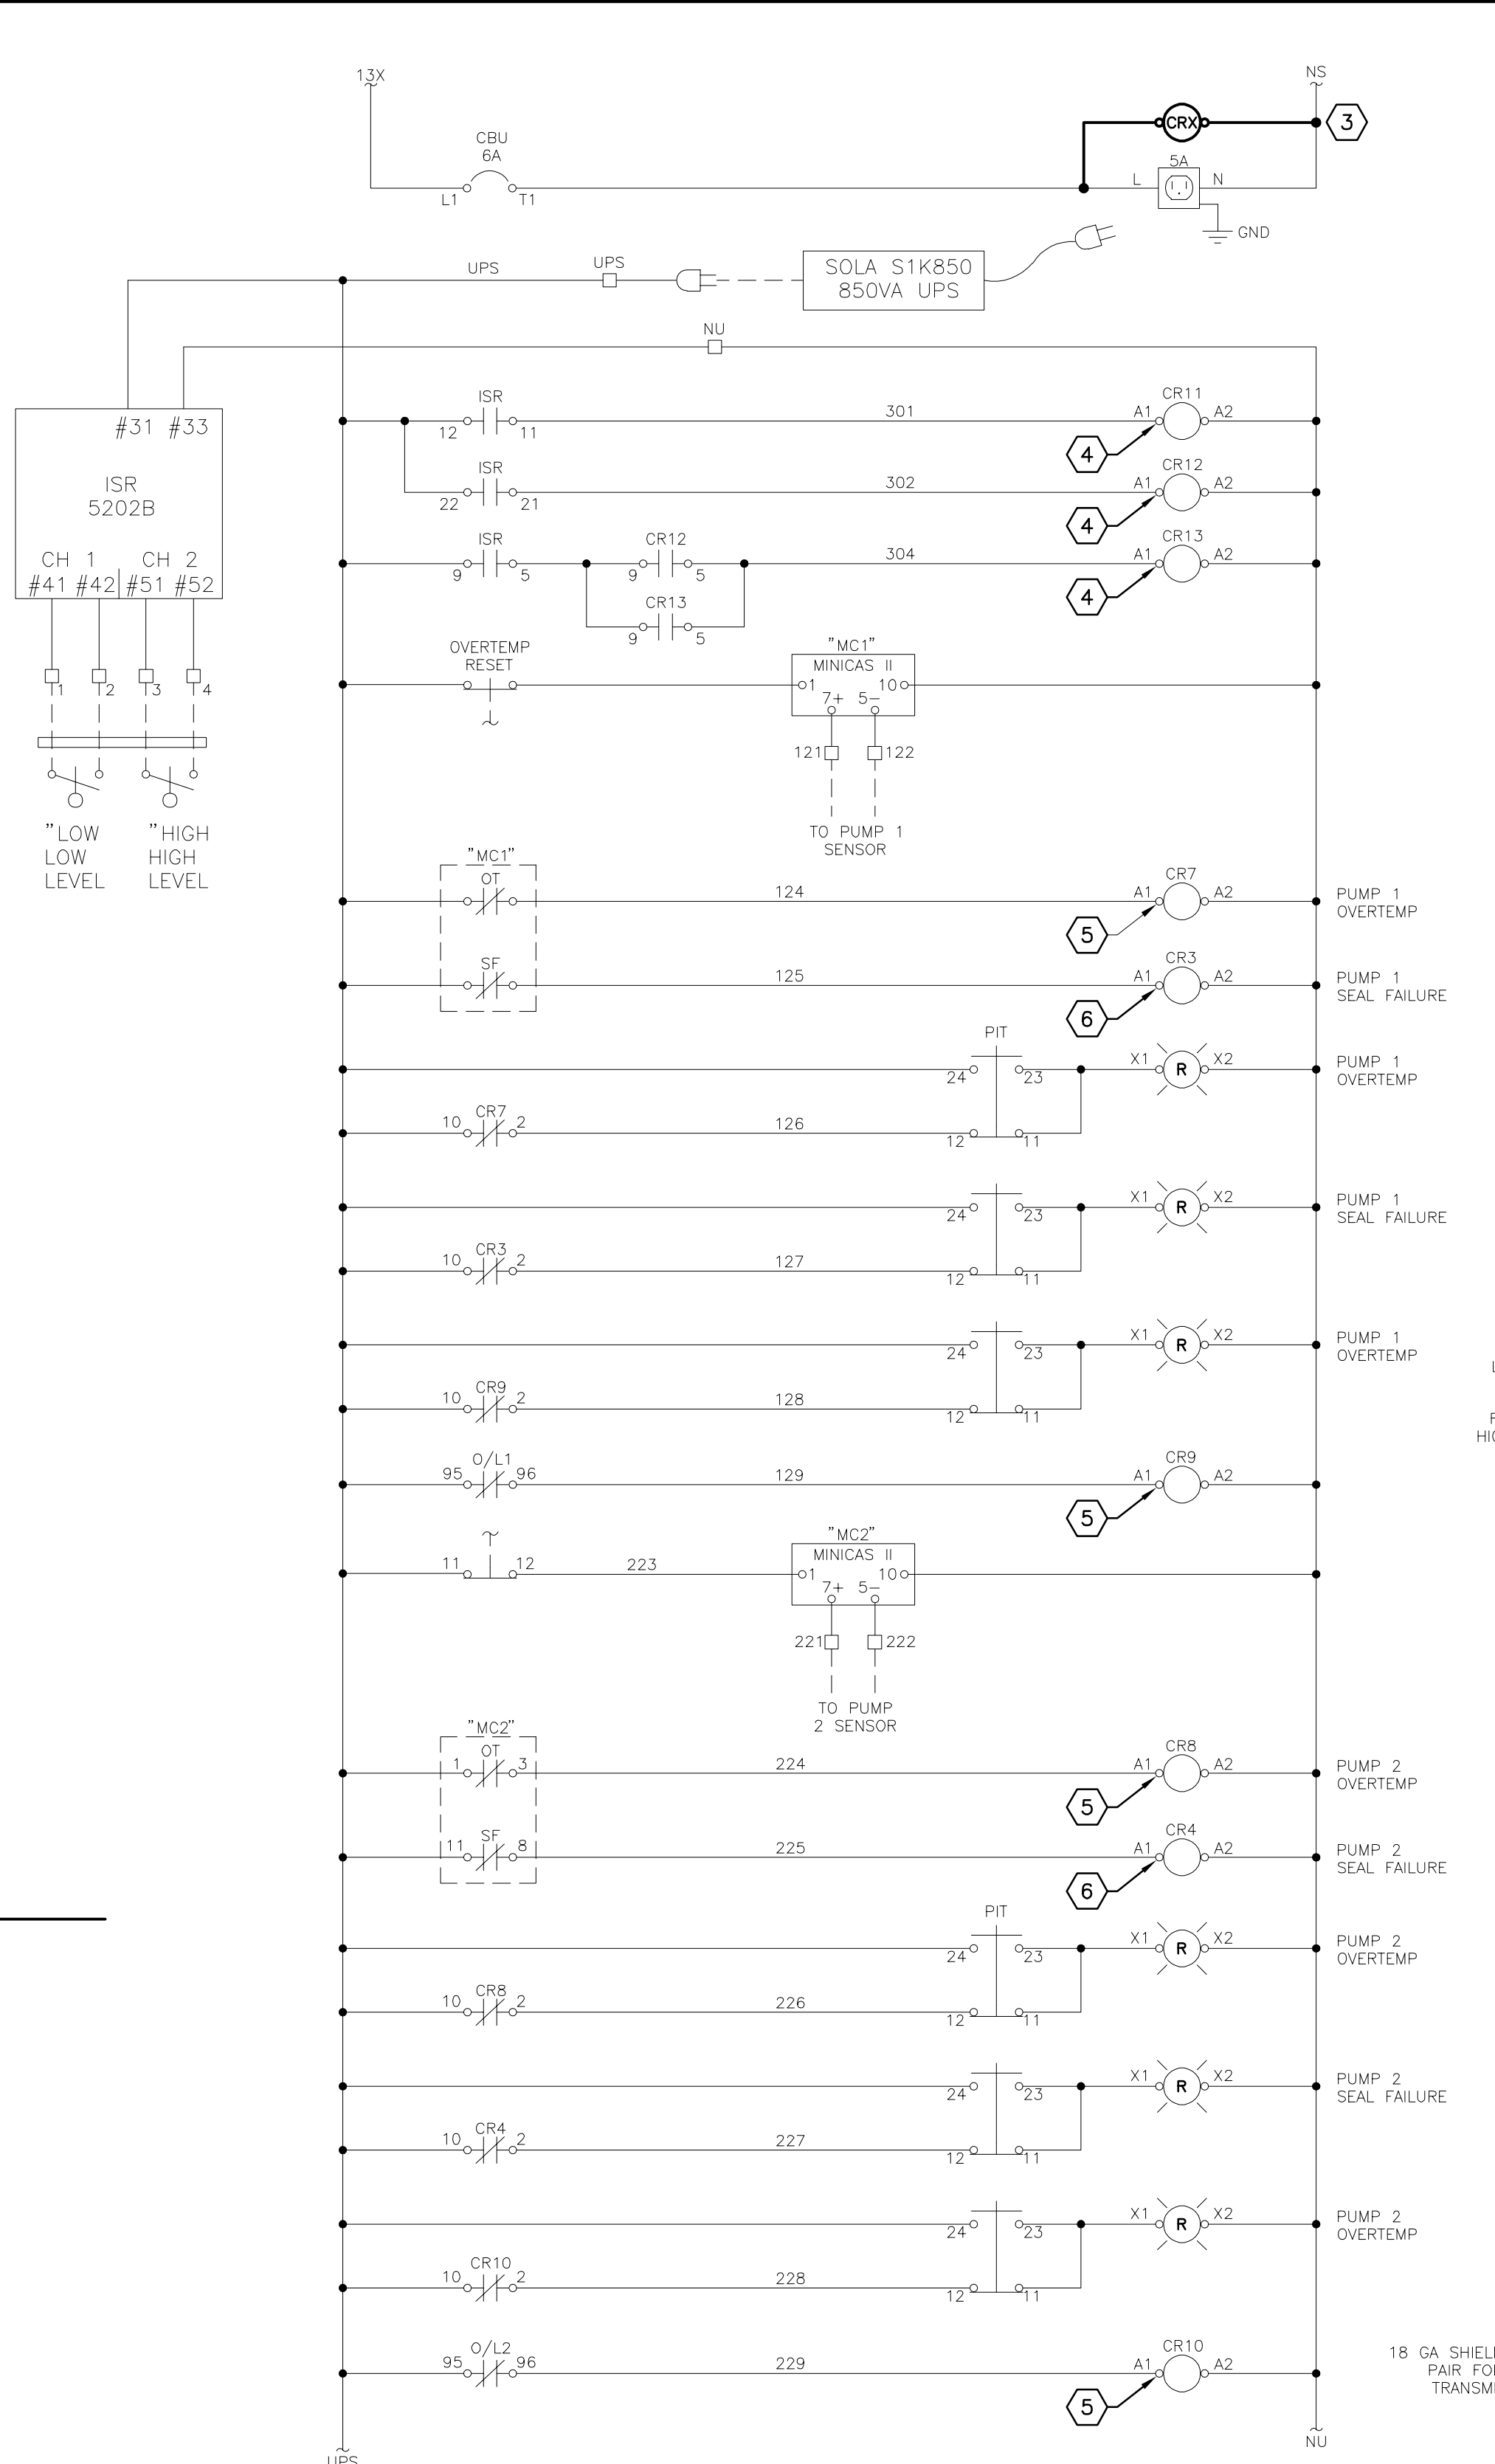 13X
NS
CRX
3
CBU
6A
L1
T1
5A
L
N
GND
UPS
UPS
SOLA S1K850
850VA UPS
NU
#31 #33
ISR
5202B
CH 1 CH 2
#41 #42 #51 #52
1 2 3 4
"LOW
LOW
LEVEL
"HIGH
HIGH
LEVEL
ISR
12 11
301
CR11
A1 A2
4
ISR
22 21
302
CR12
A1 A2
4
ISR
9 5
CR12
9 5
304
CR13
A1 A2
4
CR13
9 5
OVERTEMP
RESET
"MC1"
MINICAS II
1 10
7+ 5-
121 122
TO PUMP 1
SENSOR
"MC1"
OT
124
CR7
A1 A2
5
PUMP 1
OVERTEMP
SF
125
CR3
A1 A2
6
PUMP 1
SEAL FAILURE
PIT
24 23
X1 R X2
PUMP 1
OVERTEMP
10 CR7 2
126
12 11
24 23
X1 R X2
PUMP 1
SEAL FAILURE
10 CR3 2
127
12 11
24 23
X1 R X2
PUMP 1
OVERTEMP
10 CR9 2
128
12 11
O/L1
95 96
129
CR9
A1 A2
5
11 12
223
"MC2"
MINICAS II
1 10
7+ 5-
221 222
TO PUMP
2 SENSOR
"MC2"
OT
1 3
224
CR8
A1 A2
5
PUMP 2
OVERTEMP
SF
11 8
225
CR4
A1 A2
6
PUMP 2
SEAL FAILURE
PIT
24 23
X1 R X2
PUMP 2
OVERTEMP
10 CR8 2
226
12 11
24 23
X1 R X2
PUMP 2
SEAL FAILURE
10 CR4 2
227
12 11
24 23
X1 R X2
PUMP 2
OVERTEMP
10 CR10 2
228
12 11
O/L2
95 96
229
CR10
A1 A2
5
18 GA
PAIR
UPS
NU